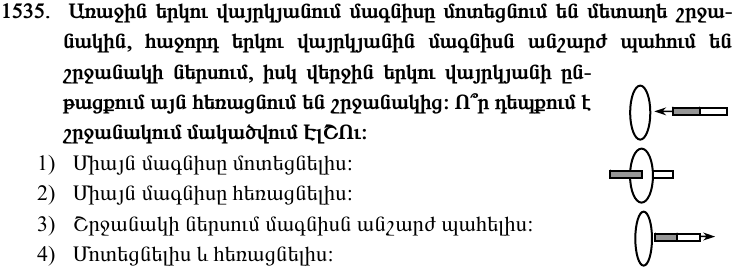 1535. Առաջին երկու վայրկյանում մագնիսը մոտեցնում են մետաղե շրջա-
նակին, հաջորդ երկու վայրկյանին մագնիսն անշարժ պահում են
շրջանակի ներսում, իսկ վերջին երկու վայրկյանի ըն-
թացքում այն հեռացնում են շրջանակից: Ո՞ր դեպքում է
շրջանակում մակածվում ԷլՇՈւ:
1) Միայն մագնիսը մոտեցնելիս:
2) Միայն մագնիսը հեռացնելիս:
3) Շրջանակի ներսում մագնիսն անշարժ պահելիս:
4) Մոտեցնելիս և հեռացնելիս: